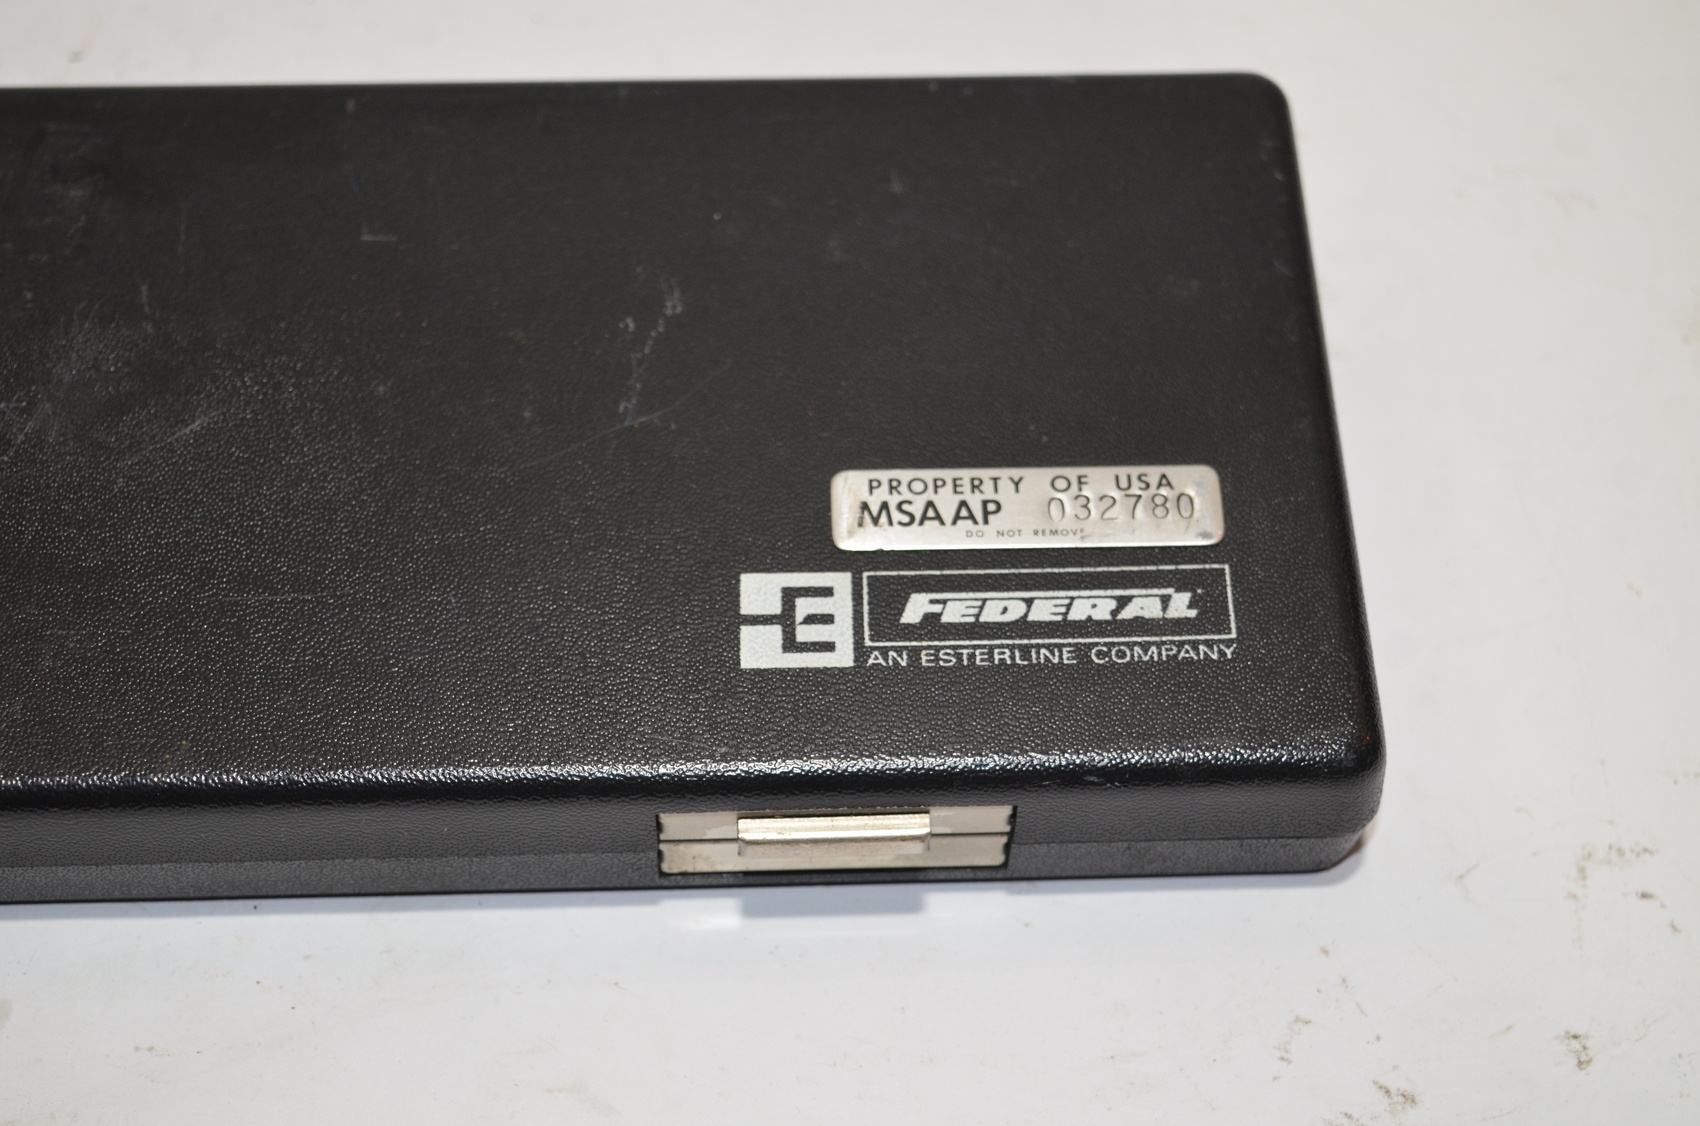 PROPERTY OF USA
MSAAP 032780
DO NOT REMOVE
FEDERAL
AN ESTERLINE COMPANY